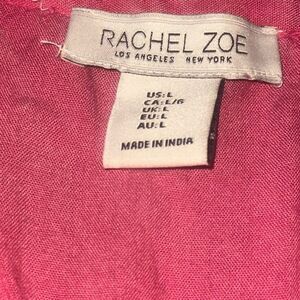 RACHEL ZOE
LOS ANGELES NEW YORK
US: L
CA: L/G
UK: L
EU: L
AU: L
MADE IN INDIA